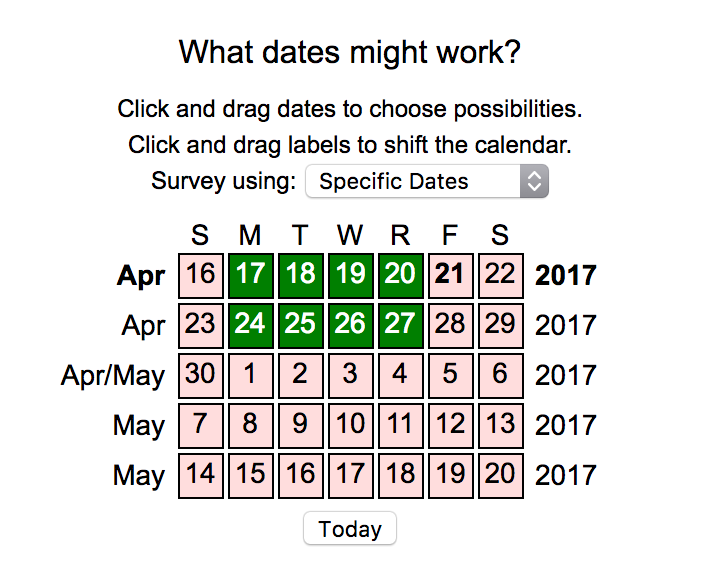 What dates might work?
Click and drag dates to choose possibilities.
Click and drag labels to shift the calendar.
Survey using: Specific Dates
S M T W R F S
Apr 16 17 18 19 20 21 22 2017
Apr 23 24 25 26 27 28 29 2017
Apr/May 30 1 2 3 4 5 6 2017
May 7 8 9 10 11 12 13 2017
May 14 15 16 17 18 19 20 2017
Today